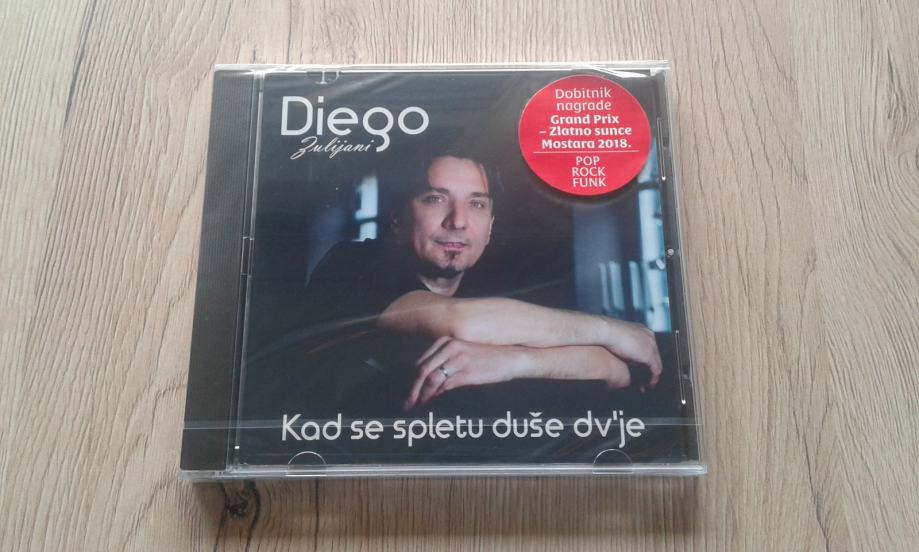 Diego
Zulijani
Dobitnik
nagrade
Grand Prix
– Zlatno sunce
Mostara 2018.
POP
ROCK
FUNK
Kad se spletu duše dv'je